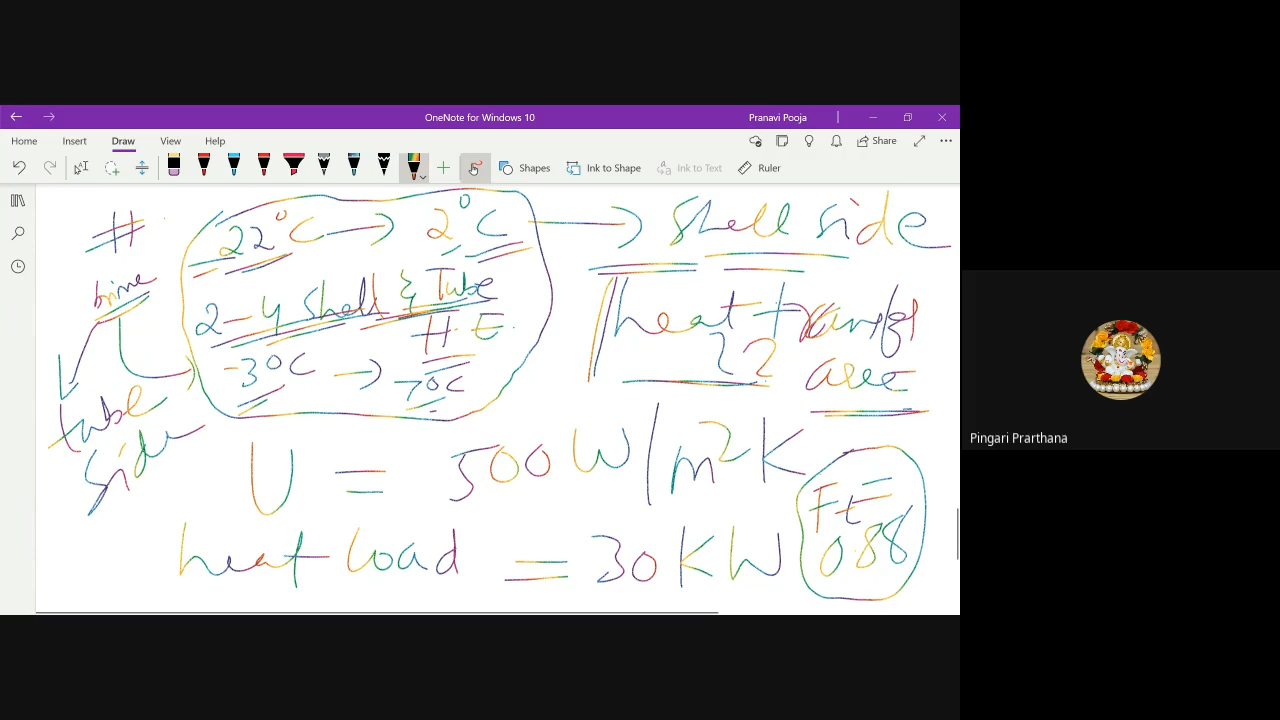 OneNote for Windows 10
Pranavi Pooja
Home Insert Draw View Help
Share
Shapes Ink to Shape Ink to Text Ruler
# 22°C → 2°C → shell side
brine
2-4 shell & Tube
H.E
heat transfer
area ??
-3°C → 7°C
tube
side
U = 500 W/m²K
Ft =
0.88
heat load = 30 KW
Pingari Prarthana